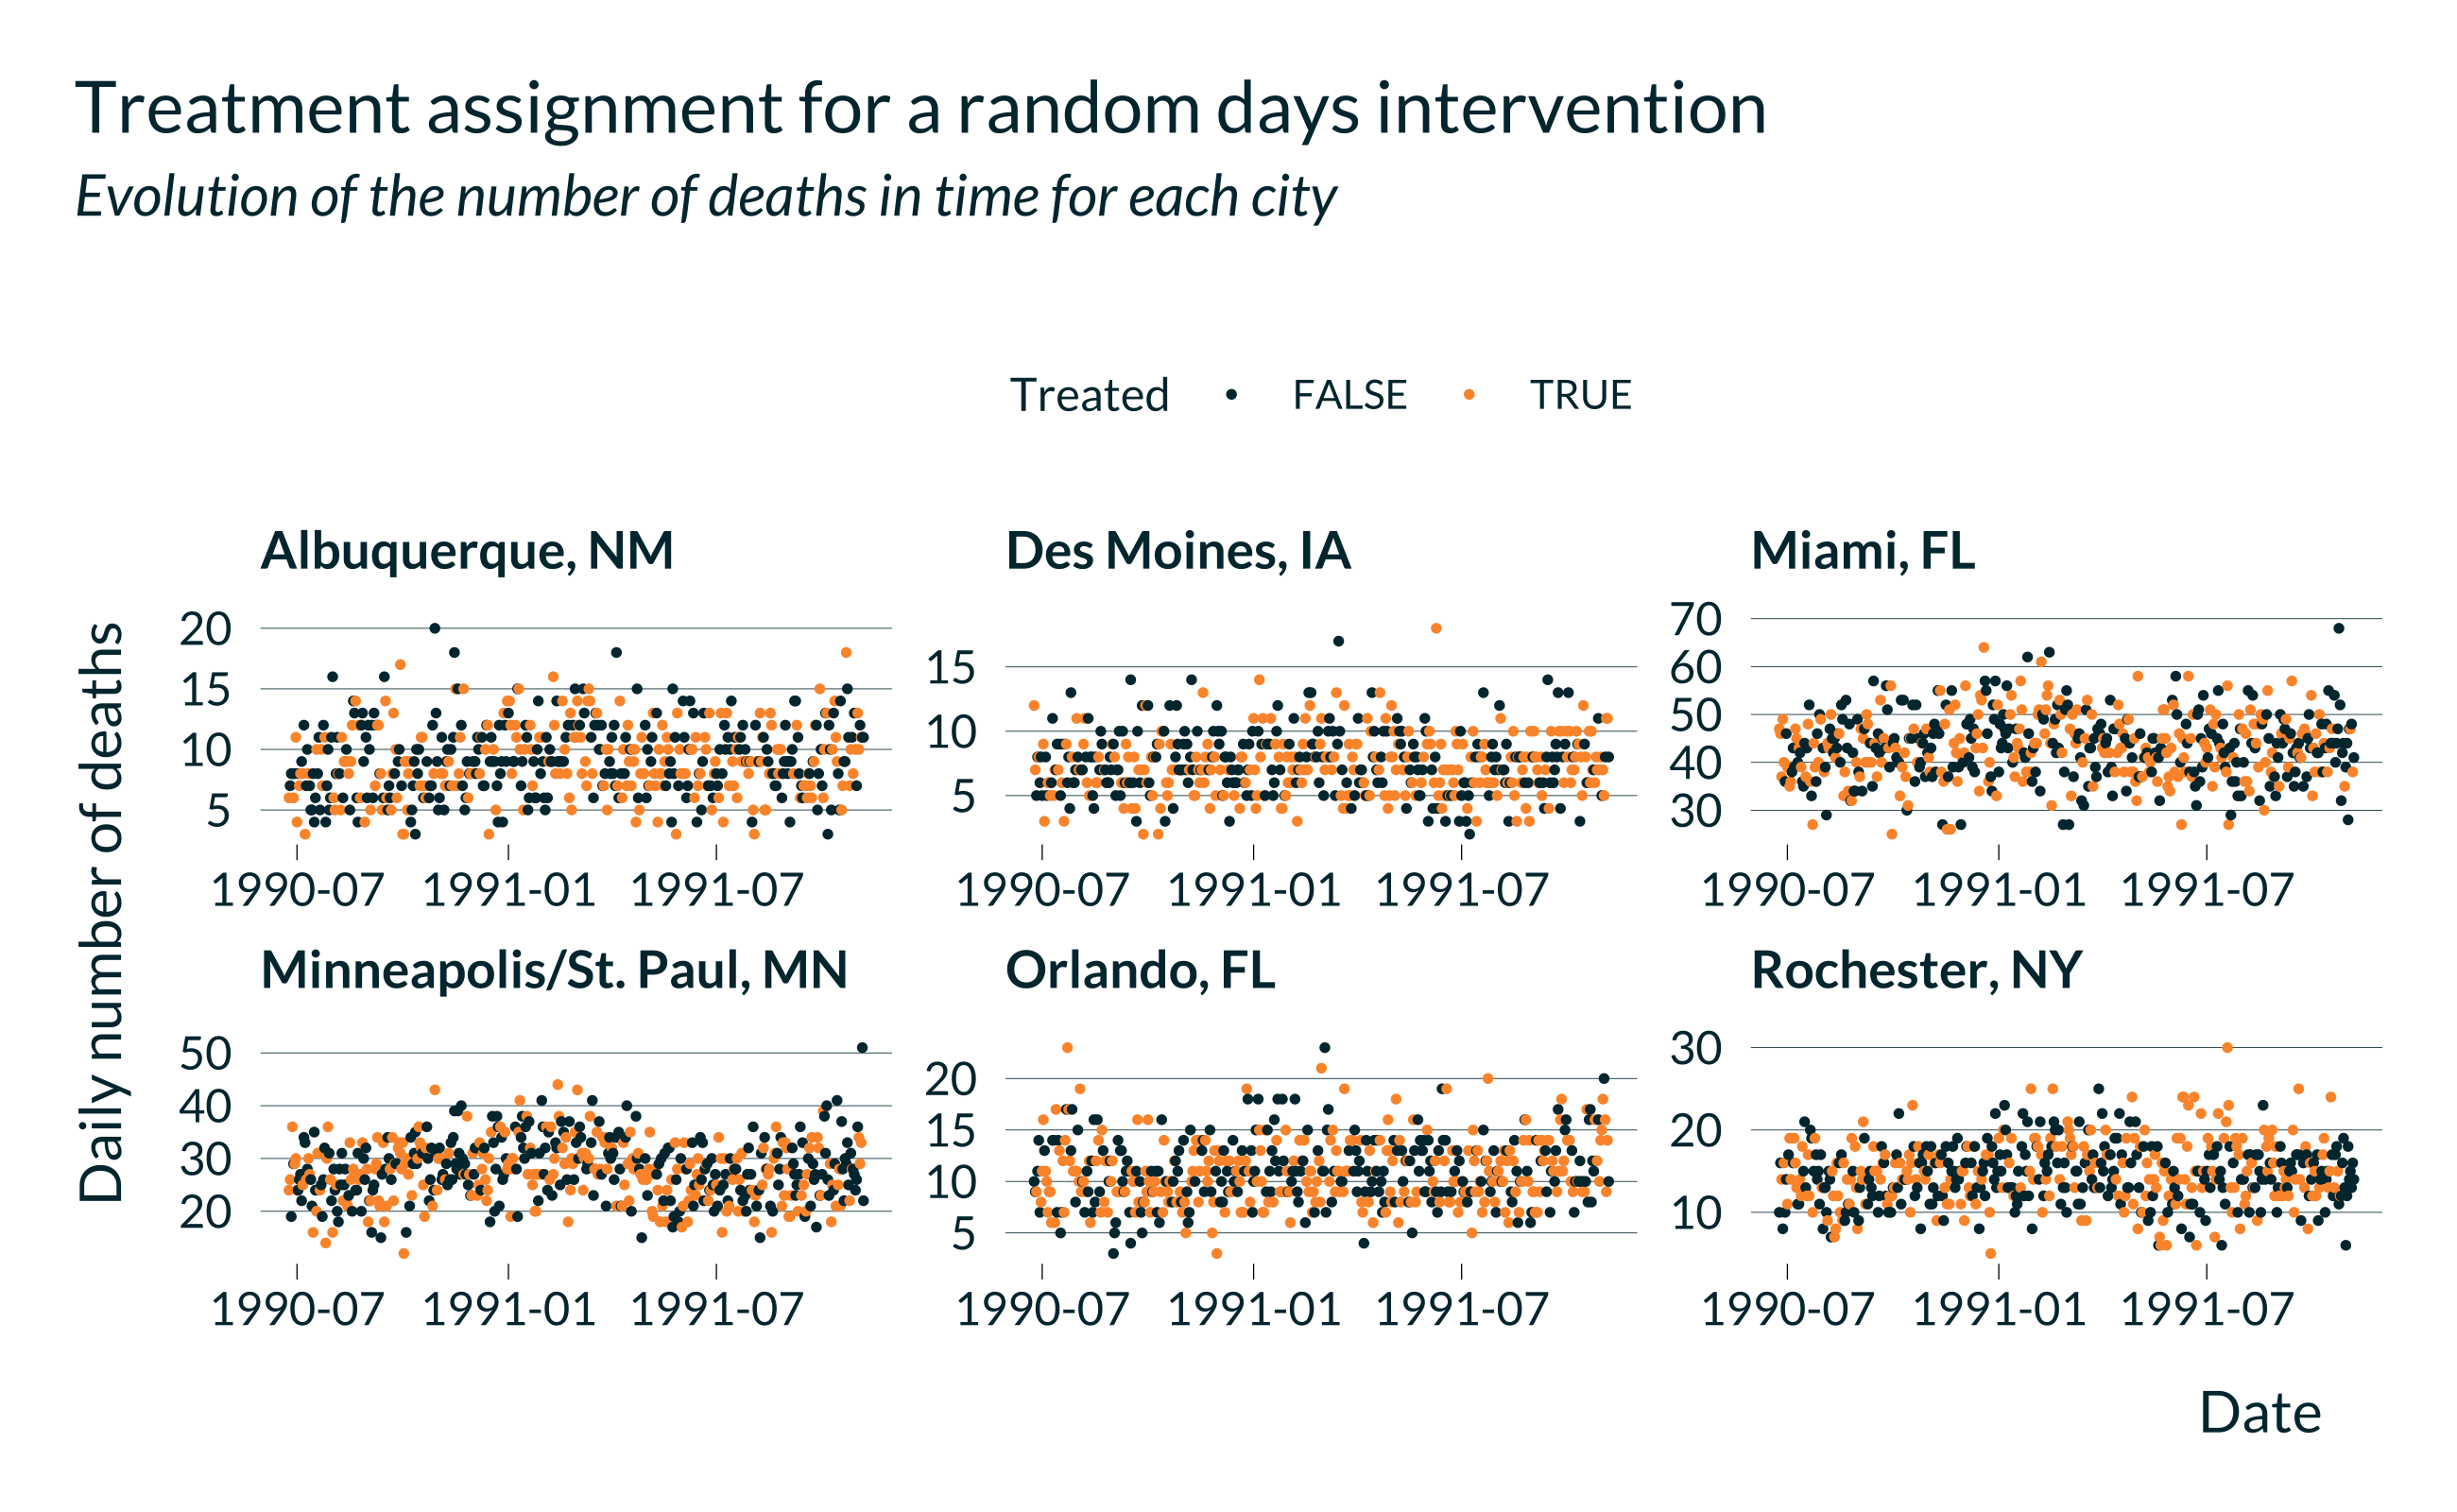 Treatment assignment for a random days intervention
Evolution of the number of deaths in time for each city
Treated FALSE TRUE
Daily number of deaths
Albuquerque, NM
20
15
10
5
1990-07 1991-01 1991-07
Des Moines, IA
15
10
5
1990-07 1991-01 1991-07
Miami, FL
70
60
50
40
30
1990-07 1991-01 1991-07
Minneapolis/St. Paul, MN
50
40
30
20
1990-07 1991-01 1991-07
Orlando, FL
20
15
10
5
1990-07 1991-01 1991-07
Rochester, NY
30
20
10
1990-07 1991-01 1991-07
Date